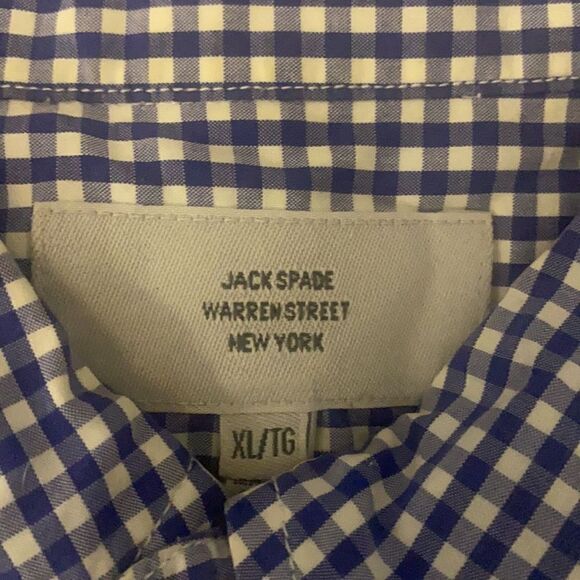 JACK SPADE
WARREN STREET
NEW YORK
XL/TG